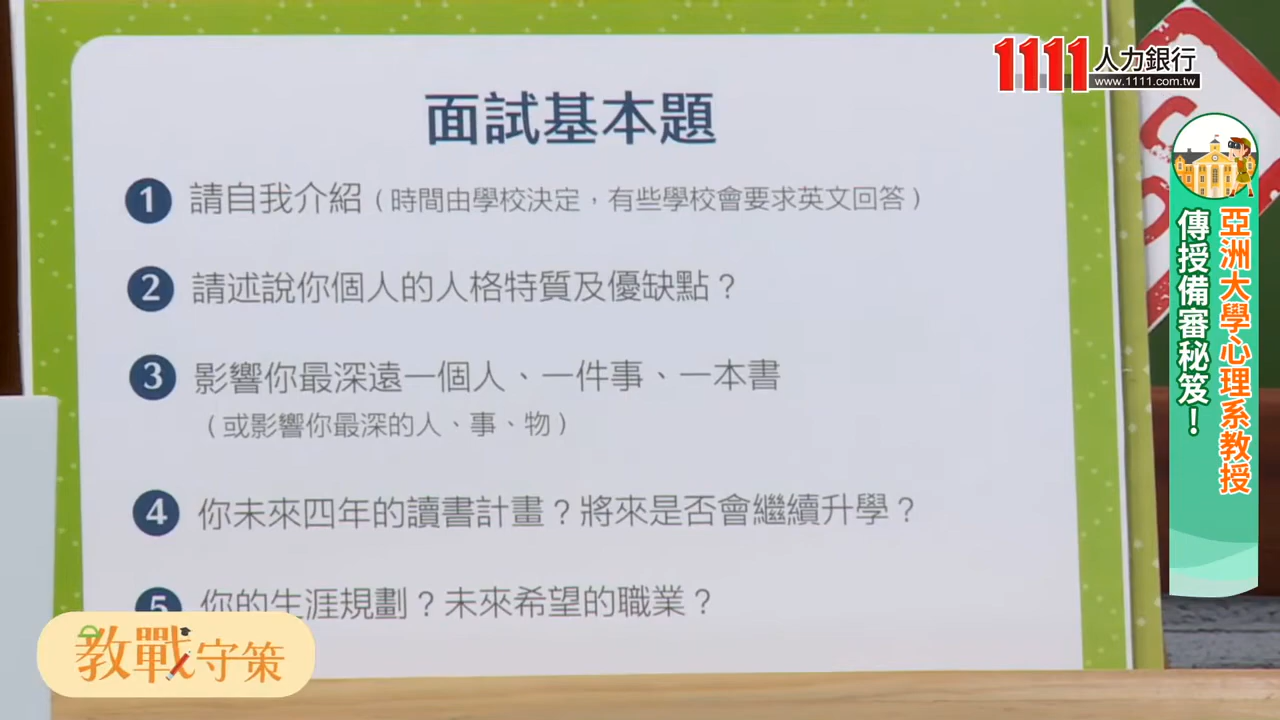 面試基本題
1 請自我介紹（時間由學校決定，有些學校會要求英文回答）
2 請述說你個人的人格特質及優缺點？
3 影響你最深遠一個人、一件事、一本書
（或影響你最深的人、事、物）
4 你未來四年的讀書計畫？將來是否會繼續升學？
5 你的生涯規劃？未來希望的職業？
教戰守策
1111人力銀行
www.1111.com.tw
亞洲大學心理系教授
傳授備審秘笈！